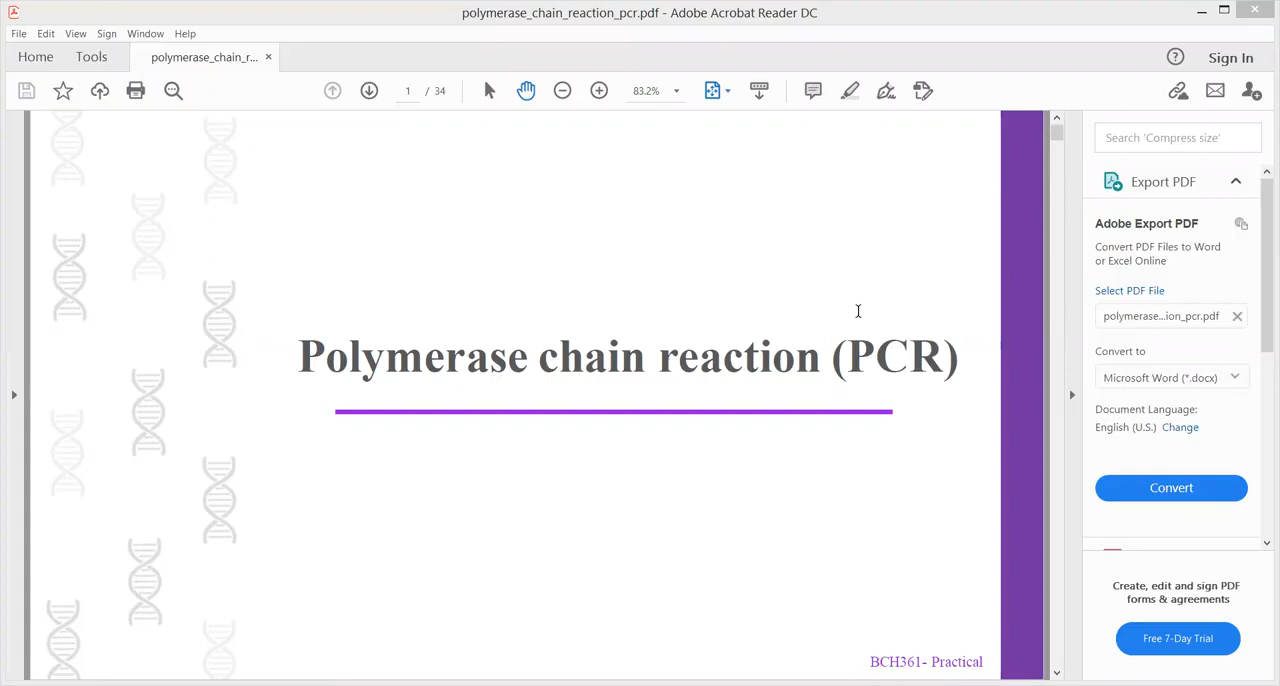 polymerase_chain_reaction_pcr.pdf - Adobe Acrobat Reader DC
File Edit View Sign Window Help
Home Tools polymerase_chain_r... × ? Sign In
1 / 34 83.2%
Search 'Compress size'
Export PDF
Adobe Export PDF
Convert PDF Files to Word
or Excel Online
Select PDF File
polymerase...ion_pcr.pdf
Convert to
Microsoft Word (*.docx)
Document Language:
English (U.S.) Change
Convert
Create, edit and sign PDF
forms & agreements
Free 7-Day Trial
Polymerase chain reaction (PCR)
BCH361- Practical